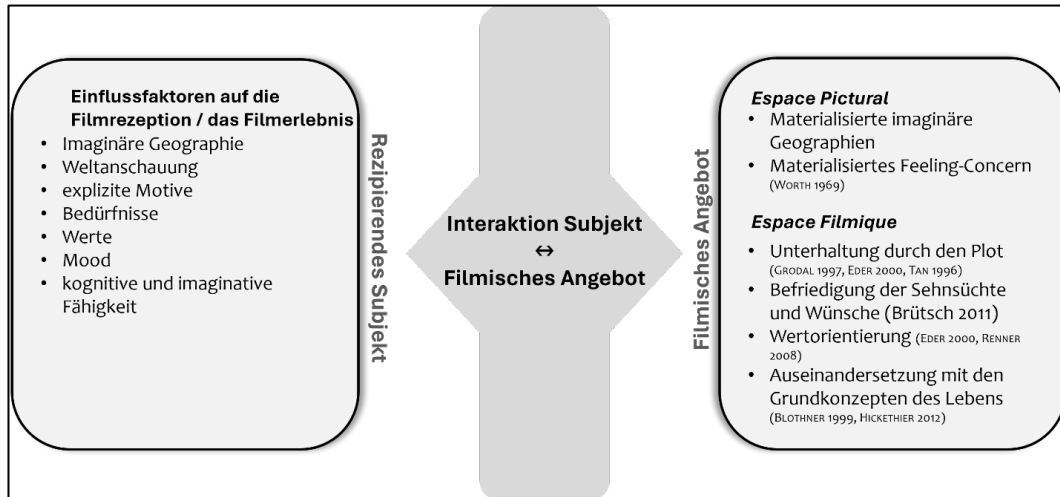 Einflussfaktoren auf die
Filmrezeption / das Filmerlebnis
• Imaginäre Geographie
• Weltanschauung
• explizite Motive
• Bedürfnisse
• Werte
• Mood
• kognitive und imaginative
Fähigkeit
Rezipierendes Subjekt
Interaktion Subjekt
↔
Filmisches Angebot
Filmisches Angebot
Espace Pictural
• Materialisierte imaginäre
Geographien
• Materialisiertes Feeling-Concern
(WORTH 1969)
Espace Filmique
• Unterhaltung durch den Plot
(GRODAL 1997, EDER 2000, TAN 1996)
• Befriedigung der Sehnsüchte
und Wünsche (Brütsch 2011)
• Wertorientierung (EDER 2000, RENNER
2008)
• Auseinandersetzung mit den
Grundkonzepten des Lebens
(BLOTHNER 1999, HICKETHIER 2012)